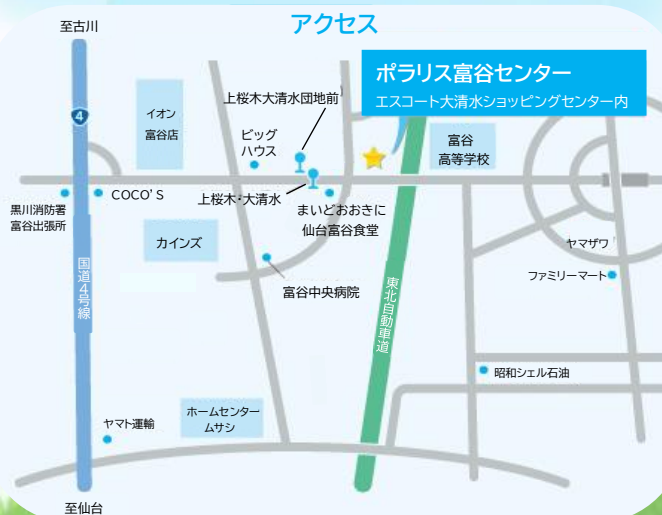 アクセス
至古川
ポラリス富谷センター
エスコート大清水ショッピングセンター内
4
イオン
富谷店
上桜木大清水団地前
ビッグ
ハウス
富谷
高等学校
COCO'S
上桜木・大清水
黒川消防署
富谷出張所
まいどおおきに
仙台富谷食堂
カインズ
ヤマザワ
国道4号線
富谷中央病院
東北自動車道
ファミリーマート
昭和シェル石油
ホームセンター
ムサシ
ヤマト運輸
至仙台